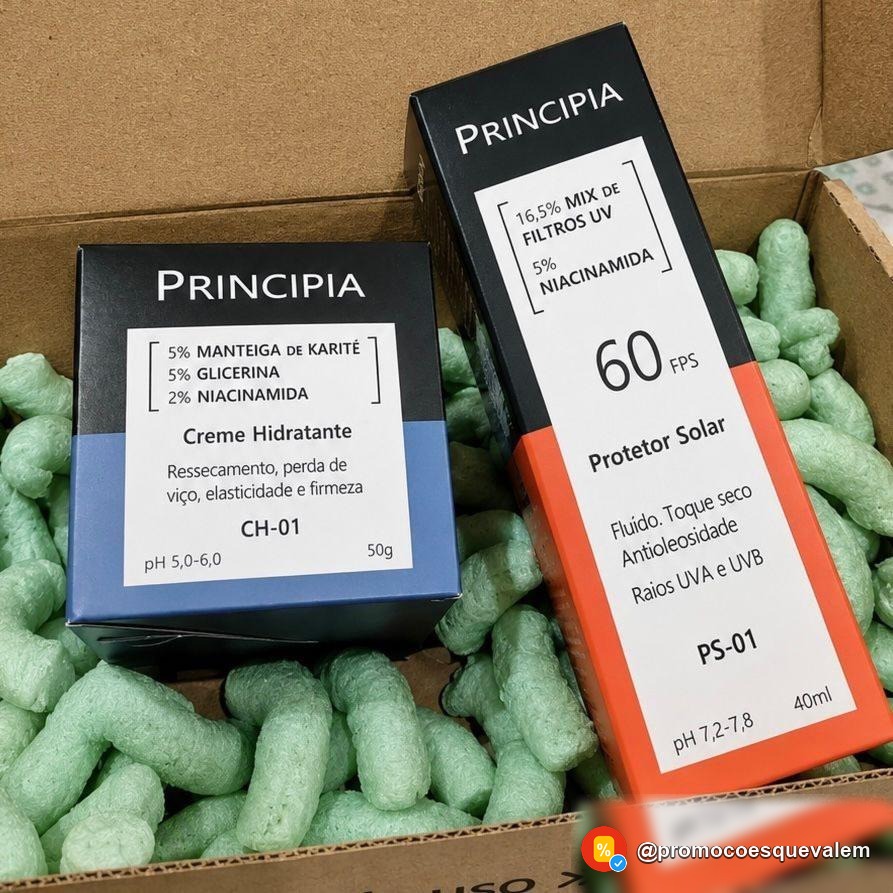 PRINCIPIA
5% MANTEIGA DE KARITÉ
5% GLICERINA
2% NIACINAMIDA
Creme Hidratante
Ressecamento, perda de
viço, elasticidade e firmeza
CH-01
pH 5,0-6,0
50g
PRINCIPIA
16,5% MIX DE
FILTROS UV
5%
NIACINAMIDA
60 FPS
Protetor Solar
Fluido. Toque seco
Antioleosidade
Raios UVA e UVB
PS-01
pH 7,2-7,8
40ml
uso
%
@promocoesquevalem